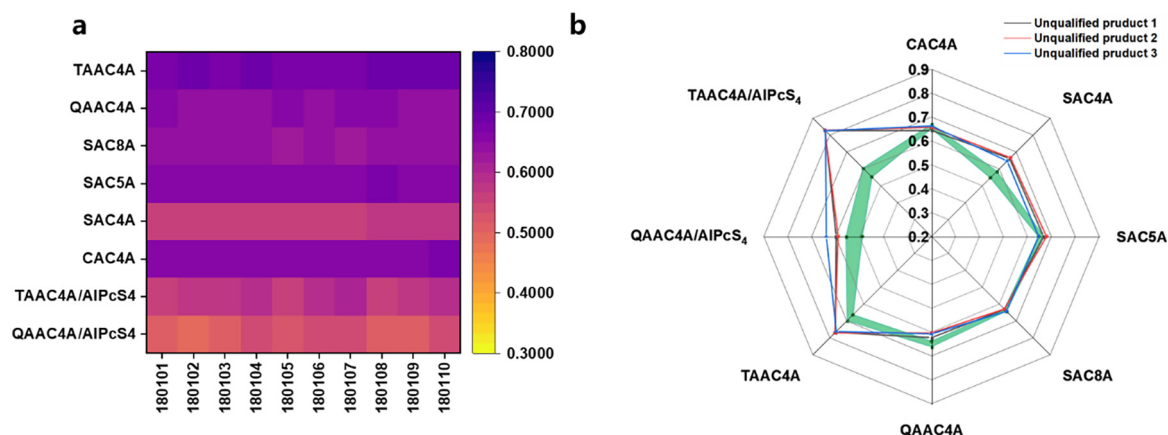 a
TAAC4A
QAAC4A
SAC8A
SAC5A
SAC4A
CAC4A
TAAC4A/AlPcS4
QAAC4A/AlPcS4
180101
180102
180103
180104
180105
180106
180107
180108
180109
180110
0.8000
0.7000
0.6000
0.5000
0.4000
0.3000
b
Unqualified pruduct 1
Unqualified pruduct 2
Unqualified pruduct 3
CAC4A
SAC4A
SAC5A
SAC8A
QAAC4A
TAAC4A
QAAC4A/AlPcS₄
TAAC4A/AlPcS₄
0.9
0.8
0.7
0.6
0.5
0.4
0.3
0.2